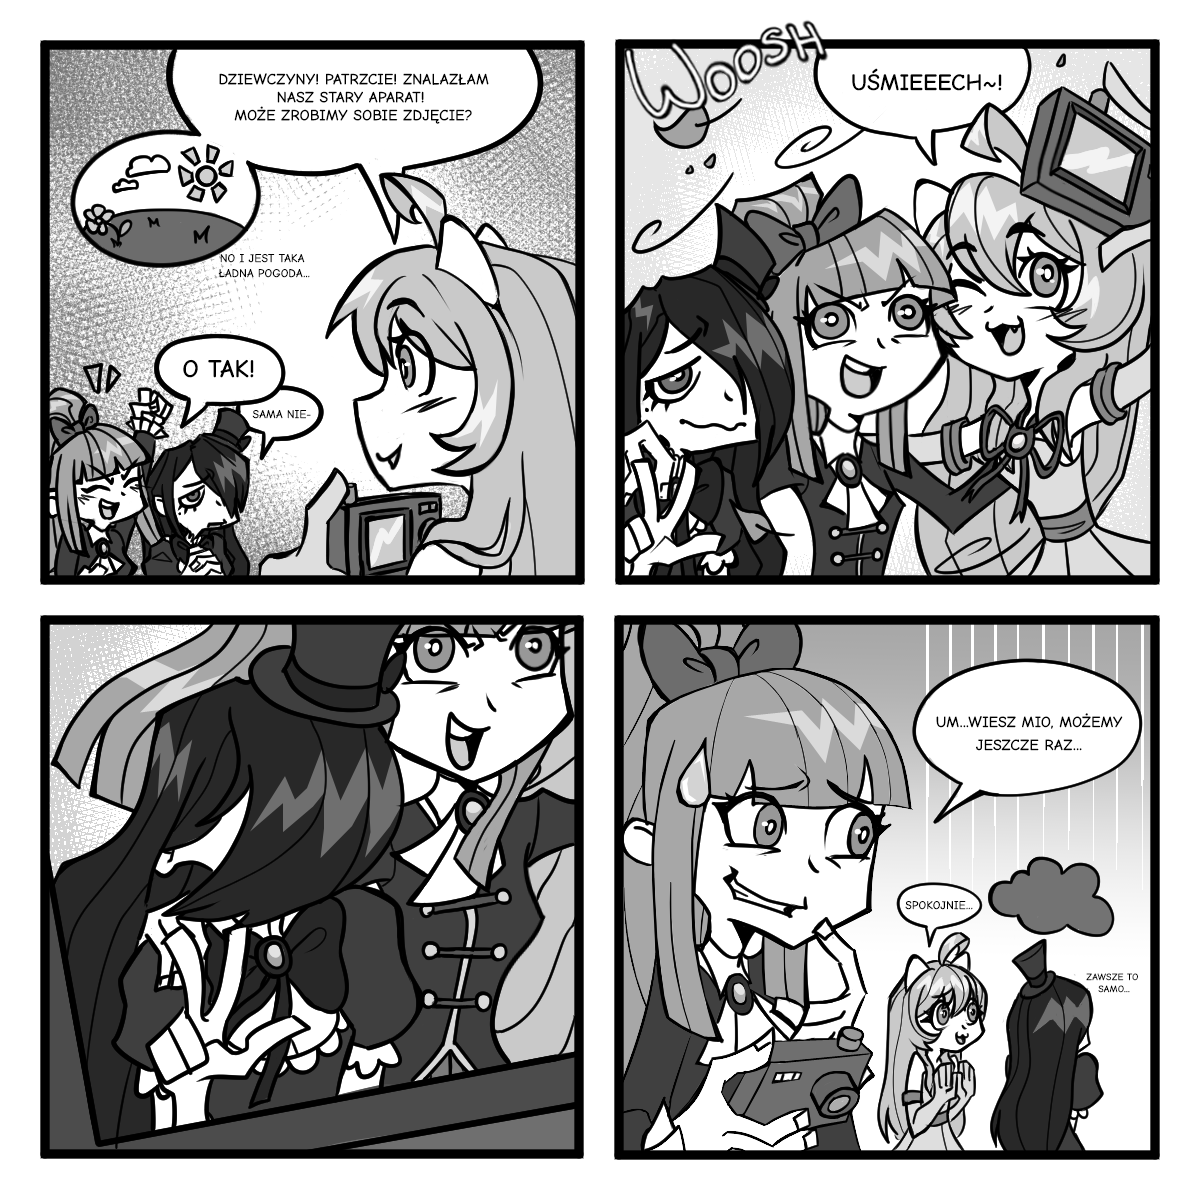 DZIEWCZYNY! PATRZCIE! ZNALAZŁAM
NASZ STARY APARAT!
MOŻE ZROBIMY SOBIE ZDJĘCIE?
NO I JEST TAKA
ŁADNA POGODA...
O TAK!
SAMA NIE-
WOOSH
UŚMIEEECH~!
UM...WIESZ MIO, MOŻEMY
JESZCZE RAZ...
SPOKOJNIE...
ZAWSZE TO
SAMO...